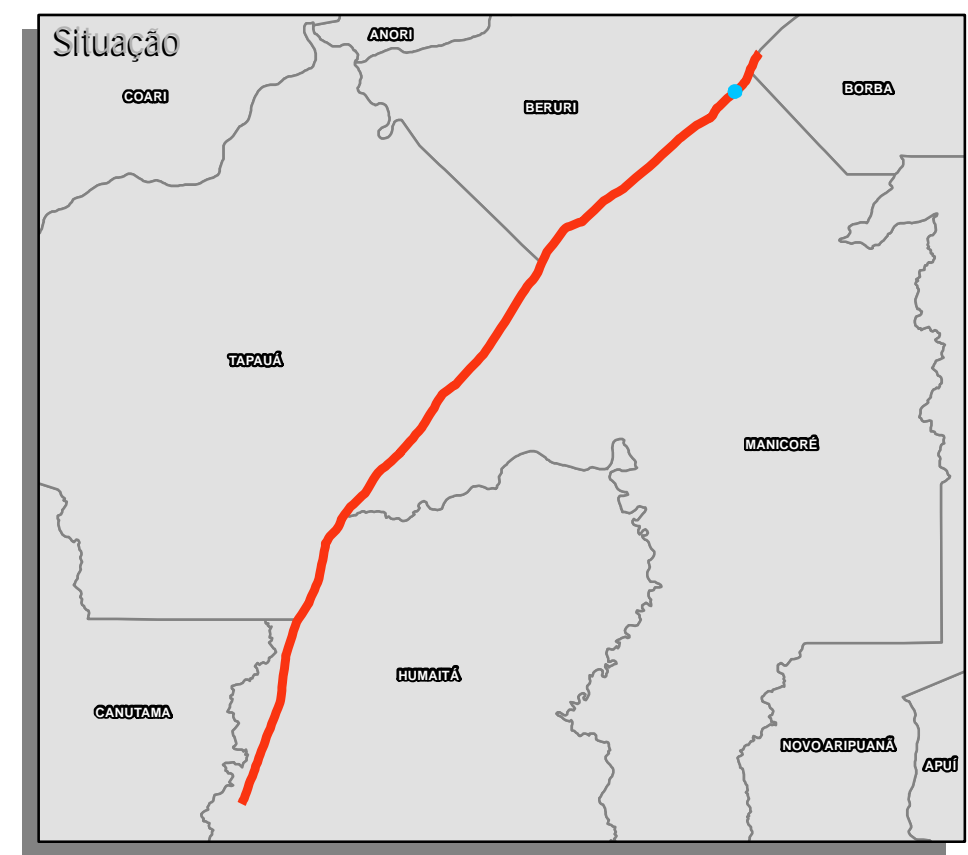 Situação
ANORI
COARI
BERURI
BORBA
TAPAUÁ
MANICORÉ
HUMAITÁ
CANUTAMA
NOVO ARIPUANÃ
APUÍ